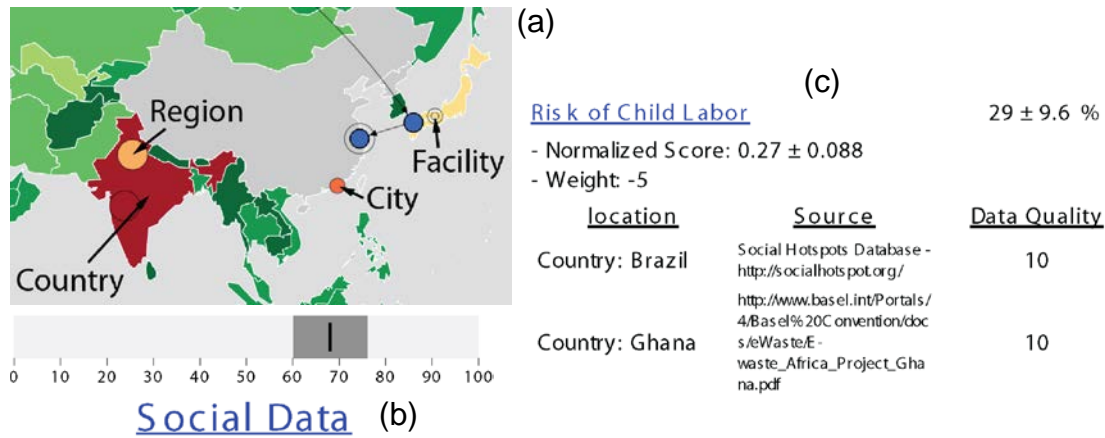 (a)
Region
Facility
City
Country
0 10 20 30 40 50 60 70 80 90 100
Social Data
(b)
(c)
Risk of Child Labor 29 ± 9.6 %
- Normalized Score: 0.27 ± 0.088
- Weight: -5
location Source Data Quality
Country: Brazil Social Hotspots Database - 10
http://socialhotspot.org/
http://www.basel.int/Portals/
4/Basel%20Convention/doc
Country: Ghana s/eWaste/E- 10
waste_Africa_Project_Gha
na.pdf